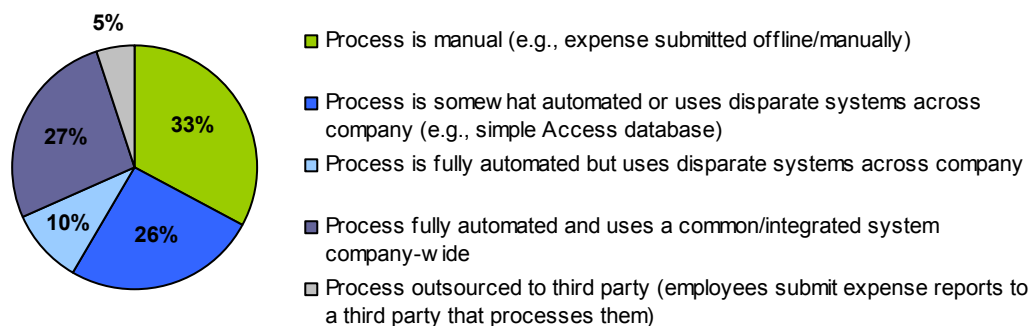 5%
33%
27%
10%
26%
Process is manual (e.g., expense submitted offline/manually)
Process is somewhat automated or uses disparate systems across
company (e.g., simple Access database)
Process is fully automated but uses disparate systems across company
Process fully automated and uses a common/integrated system
company-wide
Process outsourced to third party (employees submit expense reports to
a third party that processes them)